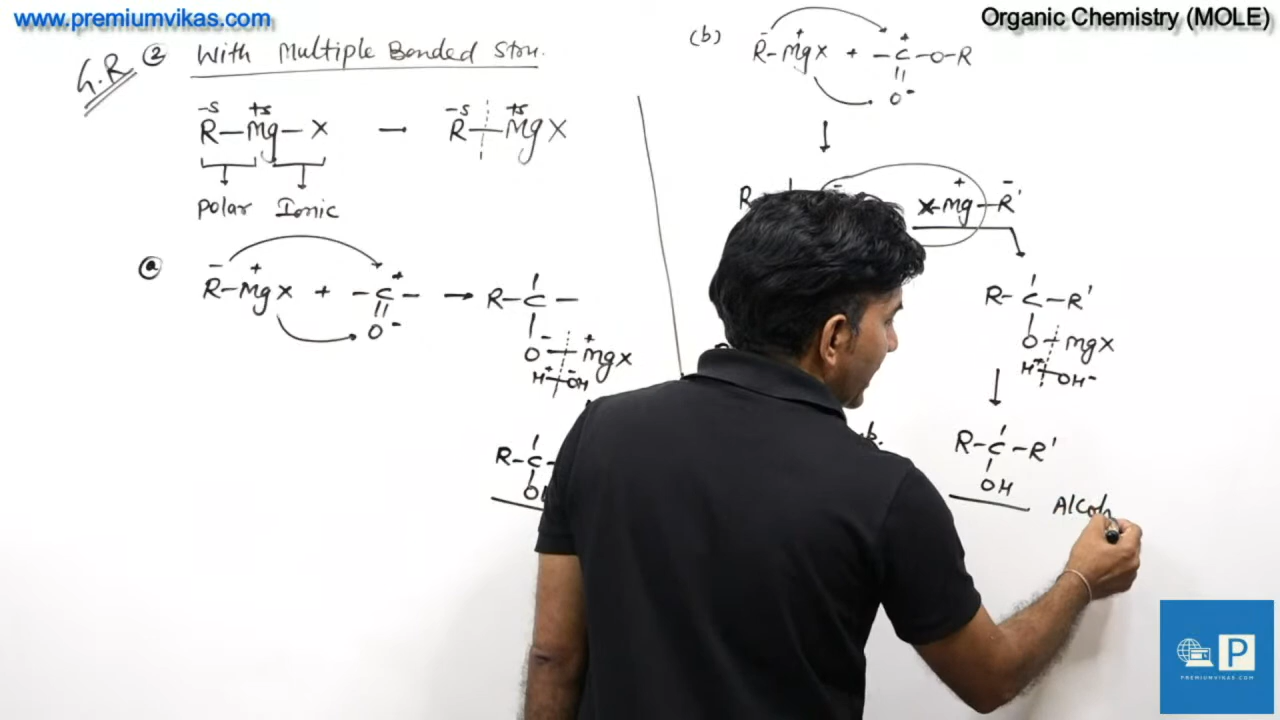 www.premiumvikas.com
Organic Chemistry (MOLE)
G.R ② With Multiple Bonded Stru.
-δ +δ
R—Mg—X — R—MgX
-δ +δ
Polar Ionic
ⓐ
R—MgX + —C— → R—C—
O⁻
O—MgX
H⁺ OH⁻
R-C-
OH
(b)
R-MgX + —C—O—R
O⁻
R
X-Mg—R'
R-C—R'
O—MgX
H⁺ OH⁻
b.
R-C-R'
OH
Alcoh
P
PREMIUMVIKAS.COM